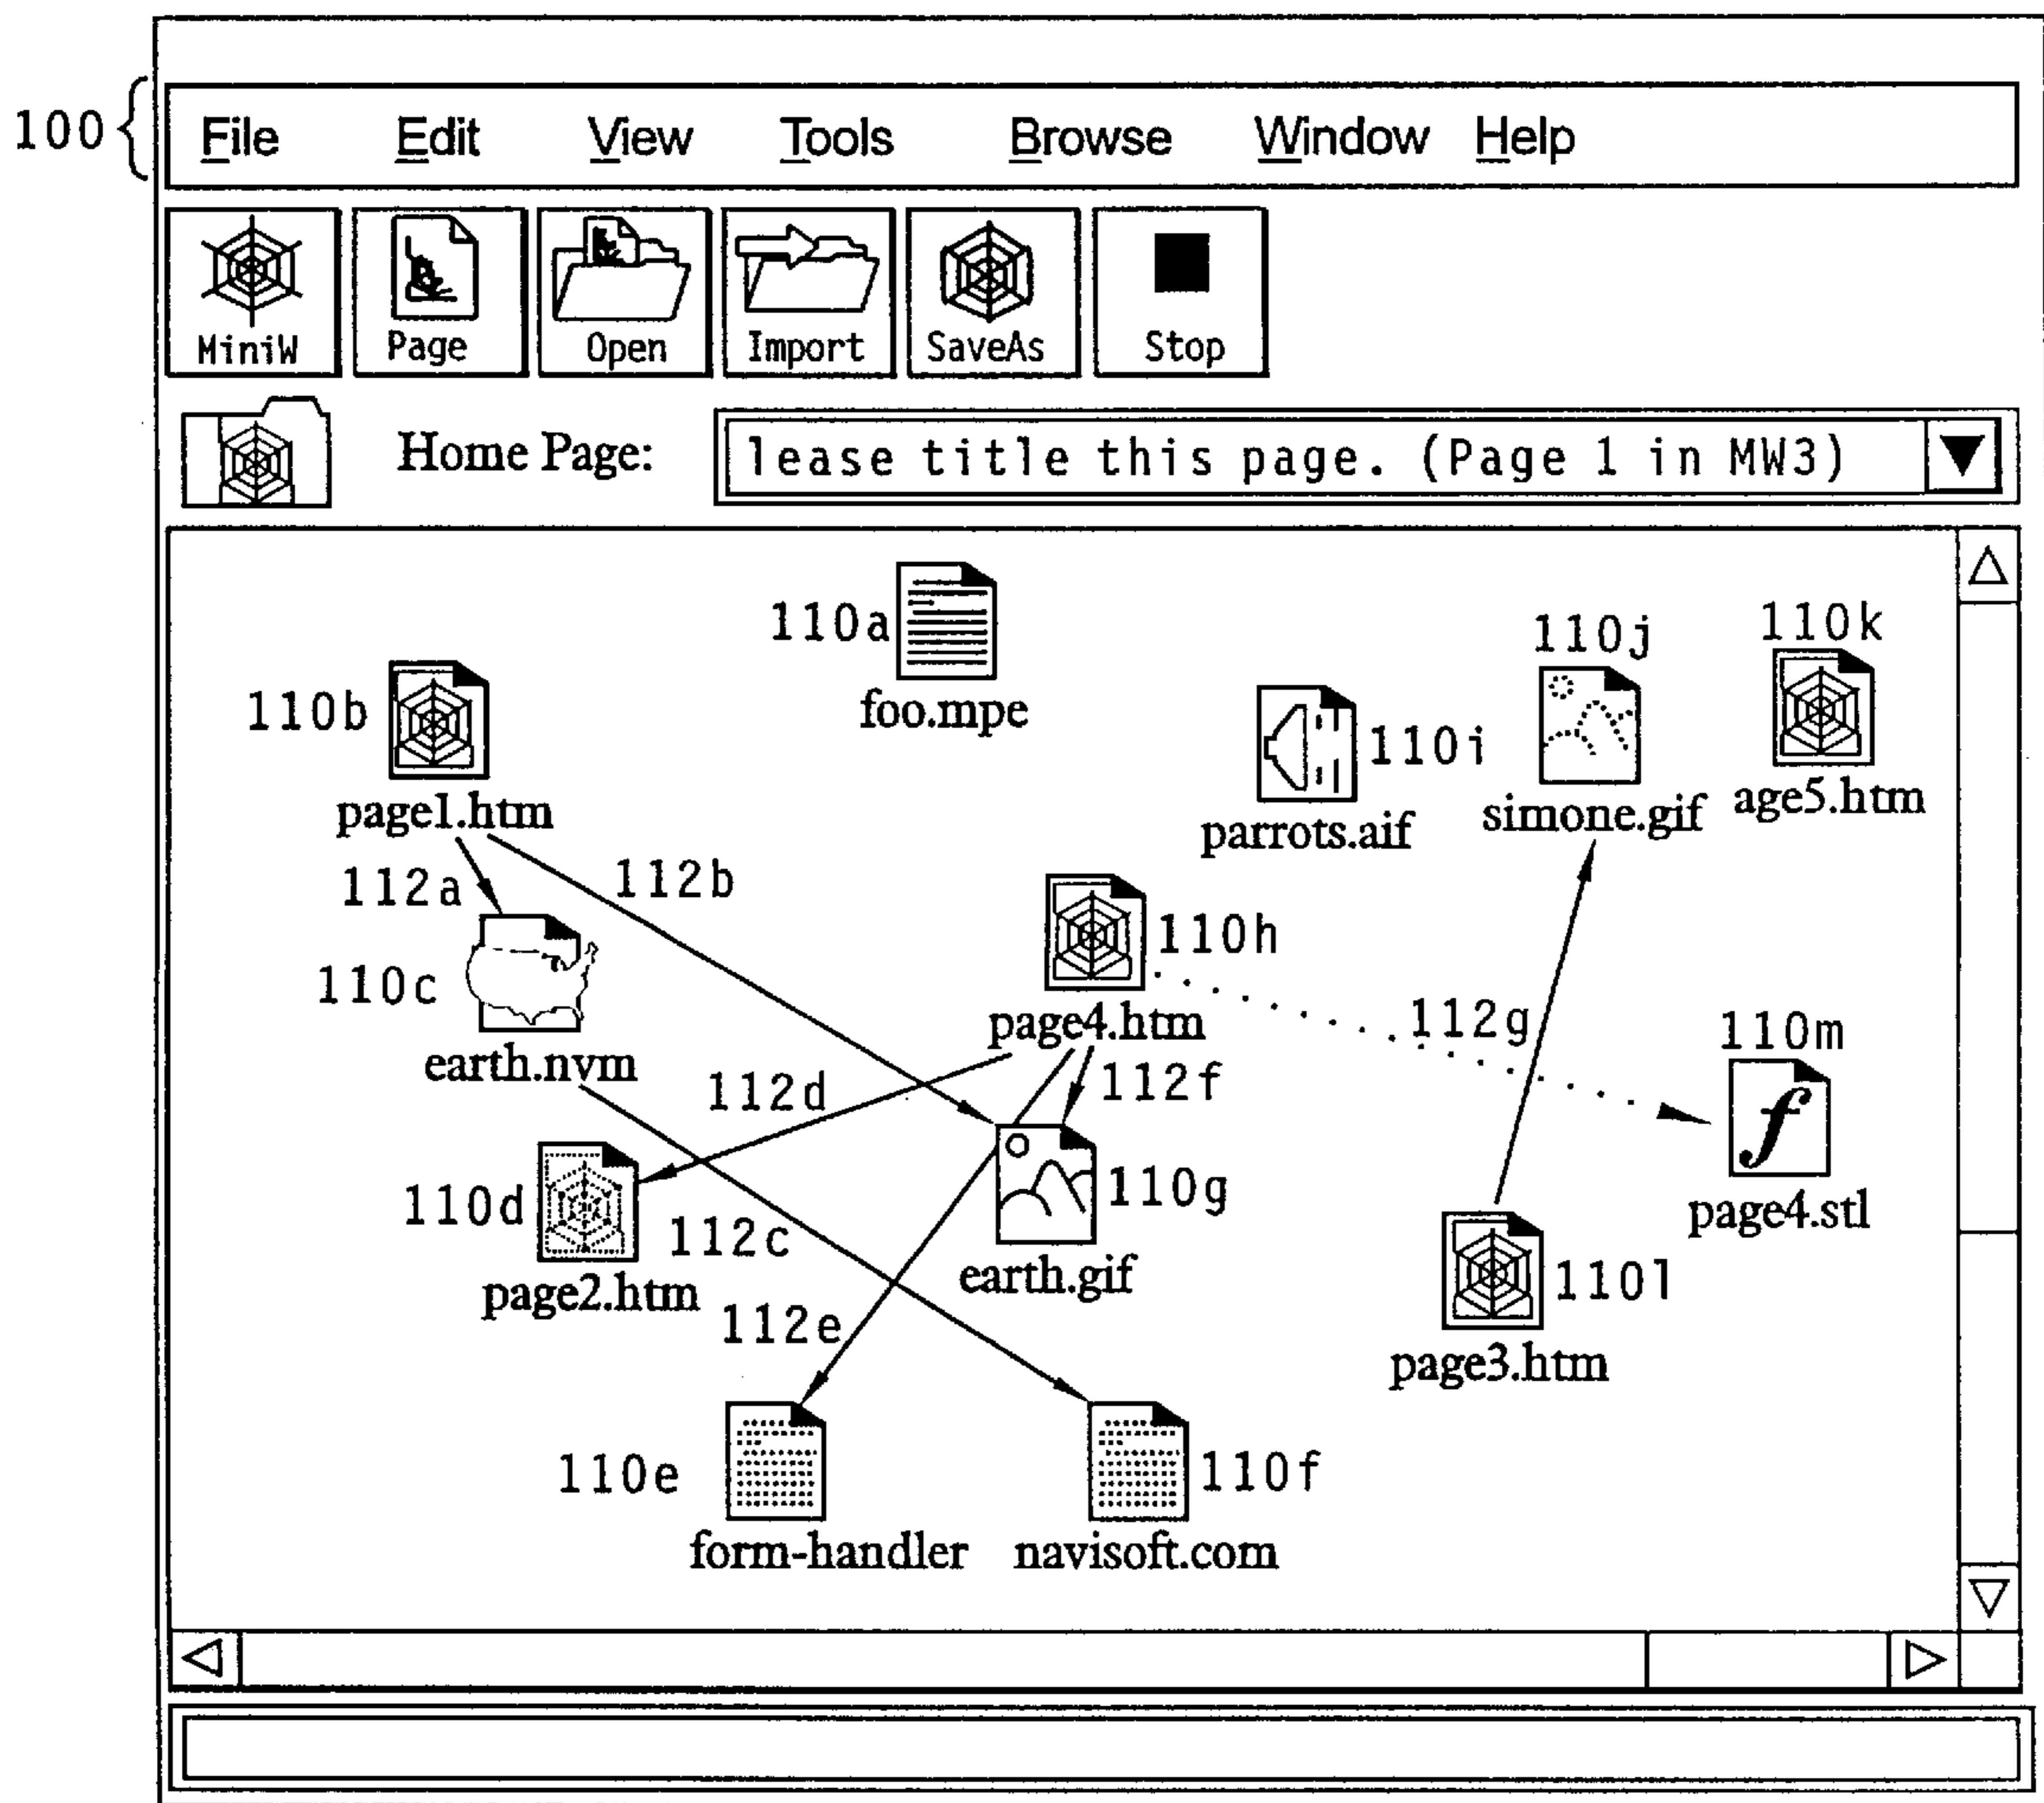 100
File Edit View Tools Browse Window Help
MiniW Page Open Import SaveAs Stop
Home Page: lease title this page. (Page 1 in MW3)
110a
foo.mpe
110j
110k
110b
page1.htm
110i
parrots.aif
simone.gif
age5.htm
112a
112b
110c
earth.nvm
110h
page4.htm
112g
110m
page4.stl
112d
112f
110d
page2.htm
112c
110g
earth.gif
110l
page3.htm
112e
110e
form-handler
110f
navisoft.com
f